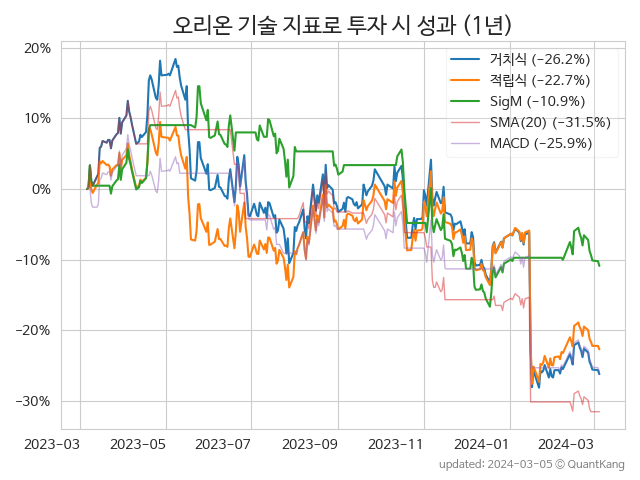 오리온 기술 지표로 투자 시 성과 (1년)
20%
10%
0%
−10%
−20%
−30%
거치식 (−26.2%)
적립식 (−22.7%)
SigM (−10.9%)
SMA(20) (−31.5%)
MACD (−25.9%)
2023-03 2023-05 2023-07 2023-09 2023-11 2024-01 2024-03
updated: 2024-03-05 © QuantKang